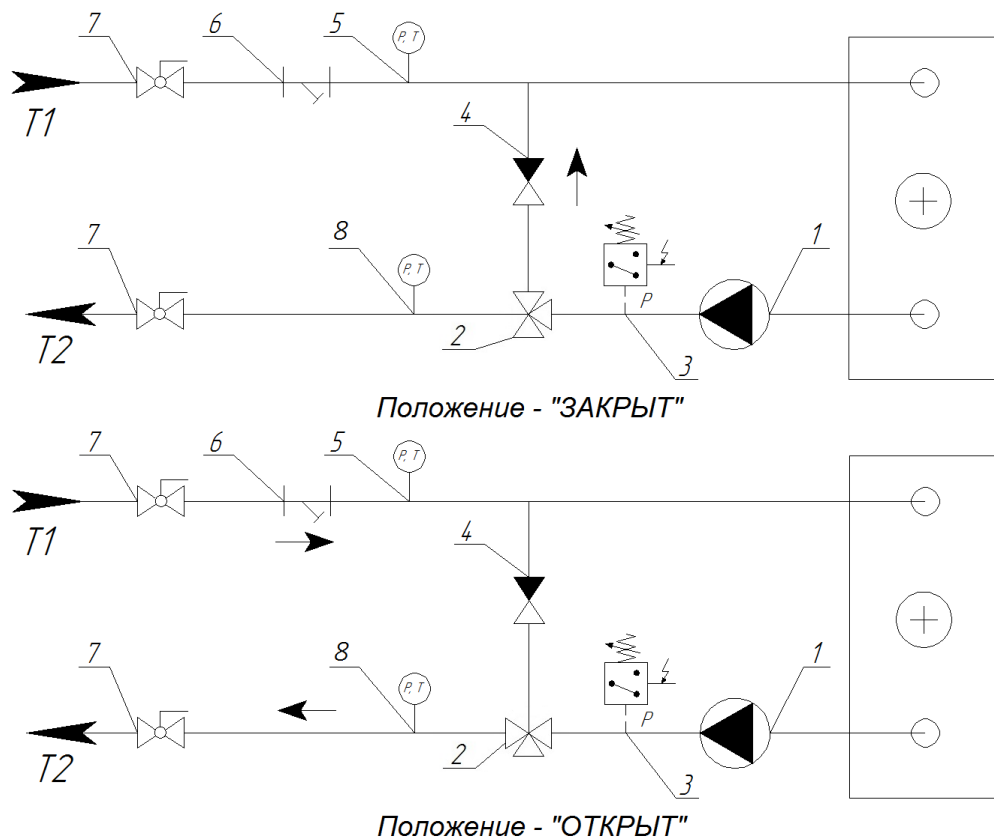 7 6 5 P, T
T1
4
7 8 P, T 1
P
T2 2 3
Положение - "ЗАКРЫТ"
7 6 5 P, T
T1
4
7 8 P, T 1
P
T2 2 3
Положение - "ОТКРЫТ"